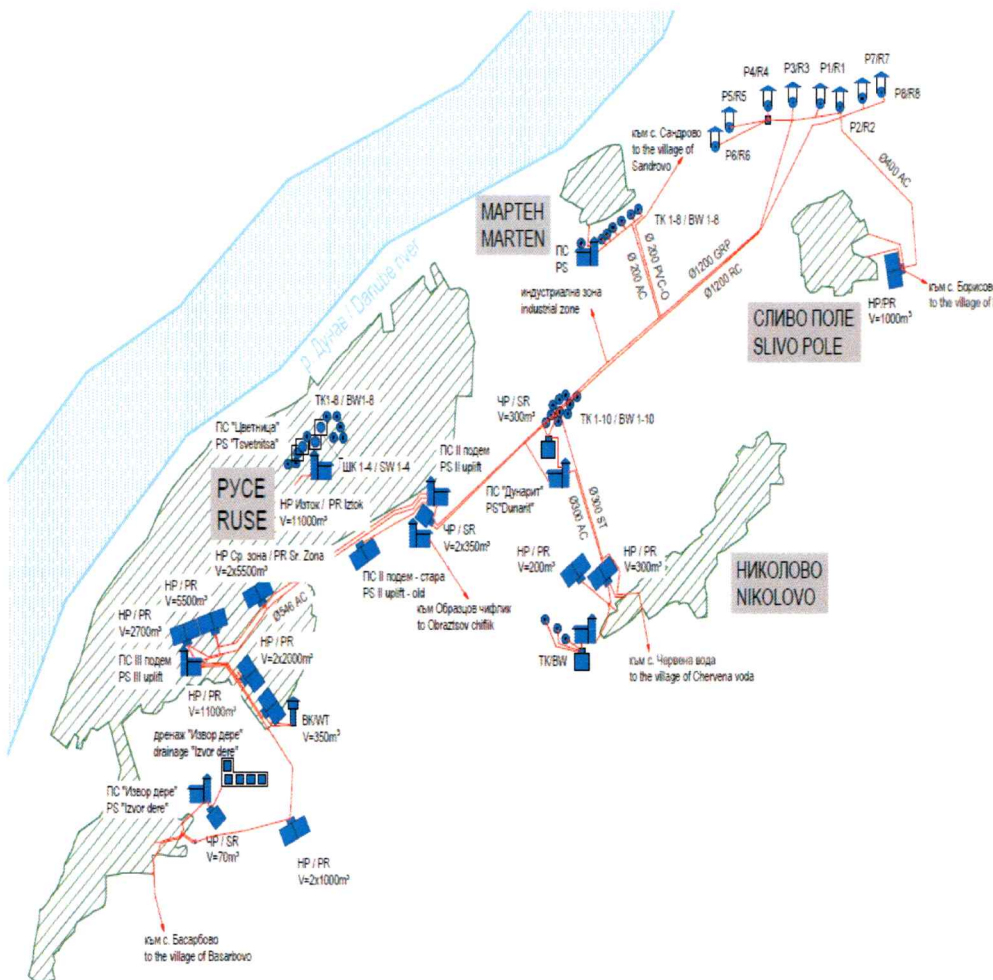 P7/R7
P4/R4
P3/R3
P1/R1
P8/R8
P5/R5
P2/R2
P6/R6
към с. Сандрово
to the village of
Sandrovo
Ø400 AC
МАРТЕН
MARTEN
ТК 1-8 / BW 1-8
ПС
PS
Ø 200 PVC-O
Ø 200 AC
Ø1200 GRP
Ø1200 RC
р. Дунав / Danube river
индустриална зона
industrial zone
към с. Борисово
to the village of
НР/PR
V=1000m³
СЛИВО ПОЛЕ
SLIVO POLE
ЧР / SR
V=300m³
ТК 1-10 / BW 1-10
ТК1-8 / BW1-8
ПС "Цветница"
PS "Tsvetnitsa"
ПС II подем
PS II uplift
ШК 1-4 / SW 1-4
ПС "Дунарит"
PS"Dunarit"
РУСЕ
RUSE
НР Изток / PR Iztok
V=11000m³
Ø300 ST
Ø300 AC
ЧР / SR
V=2x350m³
НР Ср. зона / PR Sr. Zona
V=2x5500m³
НР / PR
V=200m³
НР / PR
V=300m³
НИКОЛОВО
NIKOLOVO
ПС II подем - стара
PS II uplift - old
НР / PR
V=5500m³
към Образцов чифлик
to Obraztsov chiflik
Ø546 AC
НР / PR
V=2700m³
НР / PR
V=2x2000m³
ТК/BW
към с. Червена вода
to the village of Chervena voda
ПС III подем
PS III uplift
НР / PR
V=11000m³
ВК/WT
V=350m³
дренаж "Извор дере"
drainage "Izvor dere"
ПС "Извор дере"
PS "Izvor dere"
ЧР / SR
V=70m³
НР / PR
V=2x1000m³
към с. Басарбово
to the village of Basarbovo